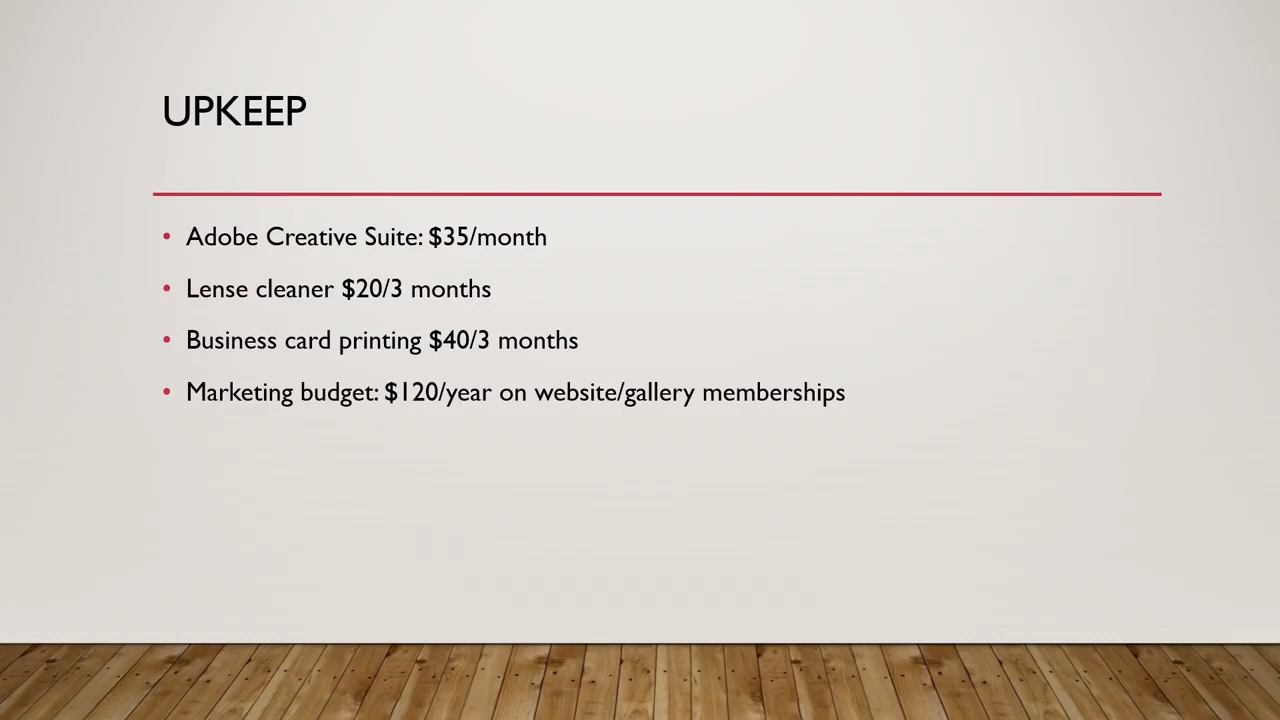 UPKEEP
• Adobe Creative Suite: $35/month
• Lense cleaner $20/3 months
• Business card printing $40/3 months
• Marketing budget: $120/year on website/gallery memberships